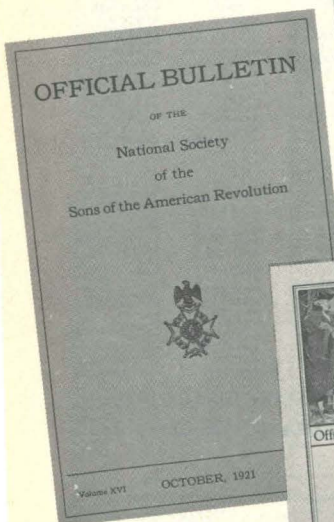 OFFICIAL BULLETIN
OF THE
National Society
of the
Sons of the American Revolution
Volume XVI OCTOBER, 1921